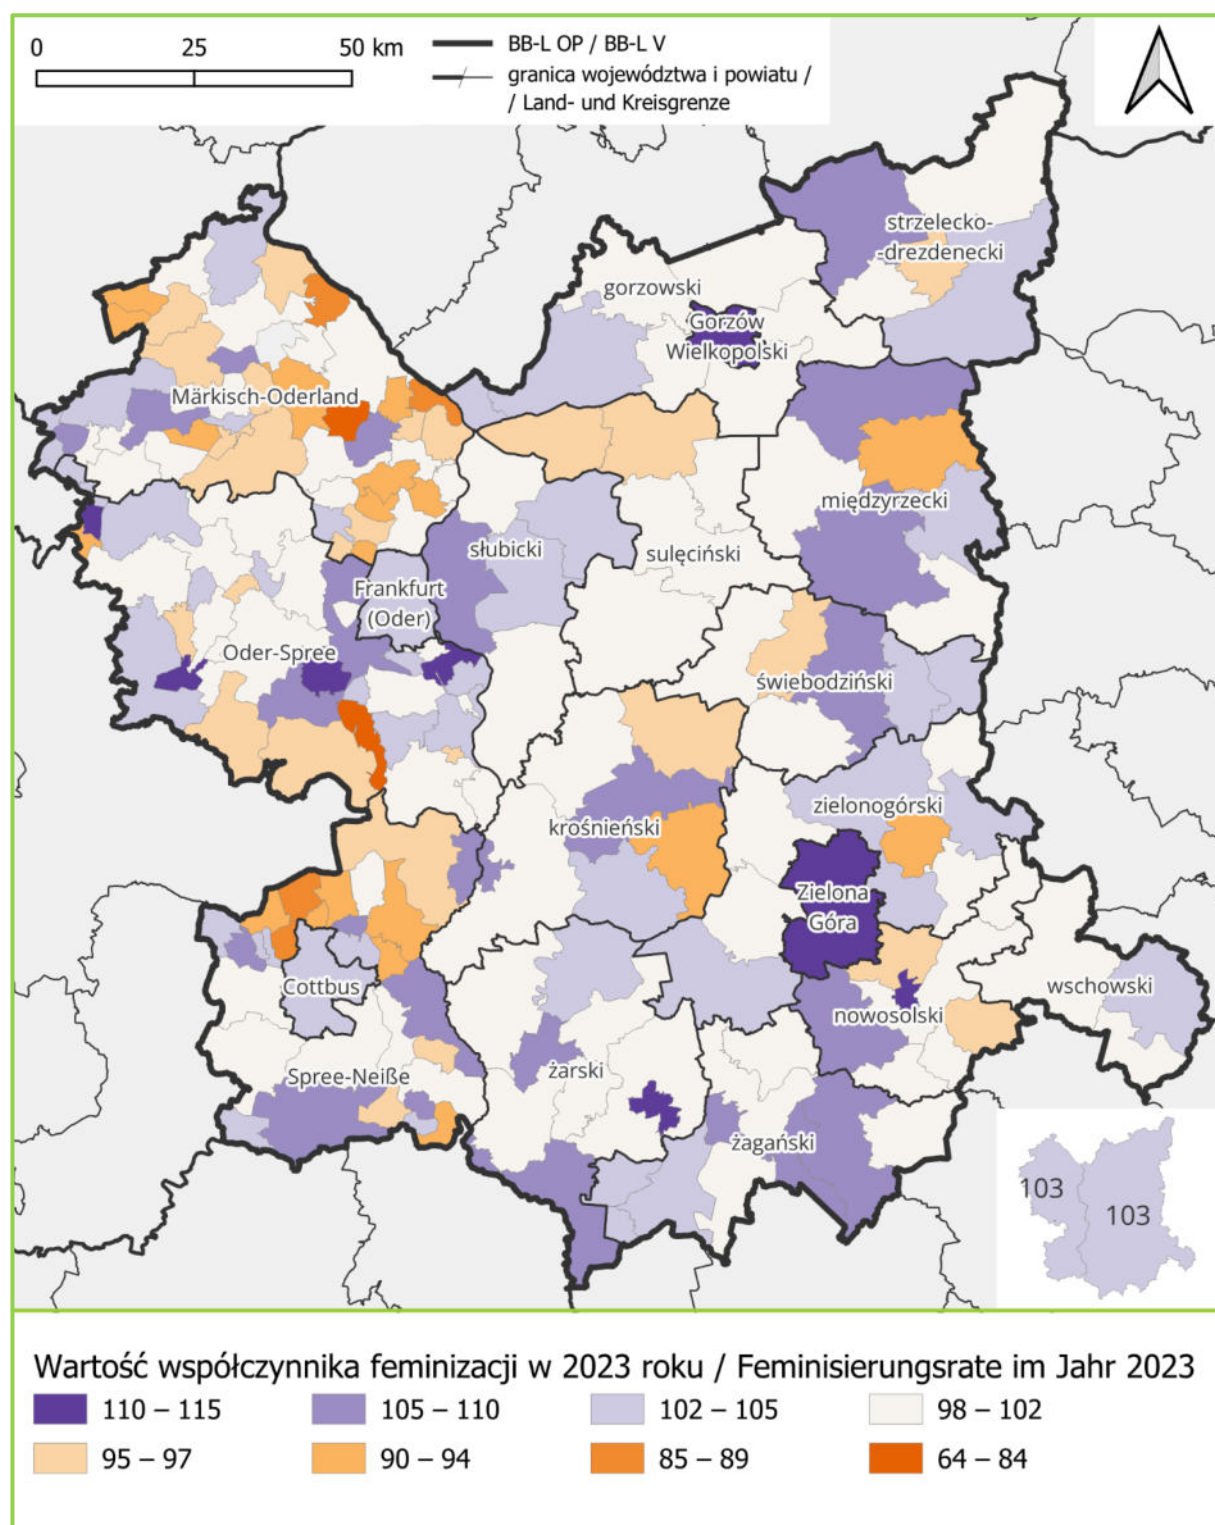 0 25 50 km
BB-L OP / BB-L V
granica województwa i powiatu /
/ Land- und Kreisgrenze
strzelecko-
-drezdenecki
gorzowski
Gorzów
Wielkopolski
Märkisch-Oderland
międzyrzecki
słubicki
sulęciński
Frankfurt
(Oder)
Oder-Spree
świebodziński
zielonogórski
krośnieński
Zielona
Góra
Cottbus
wschowski
nowosolski
Spree-Neiße
żarski
żagański
103
103
Wartość współczynnika feminizacji w 2023 roku / Feminisierungsrate im Jahr 2023
110 – 115 105 – 110 102 – 105 98 – 102
95 – 97 90 – 94 85 – 89 64 – 84